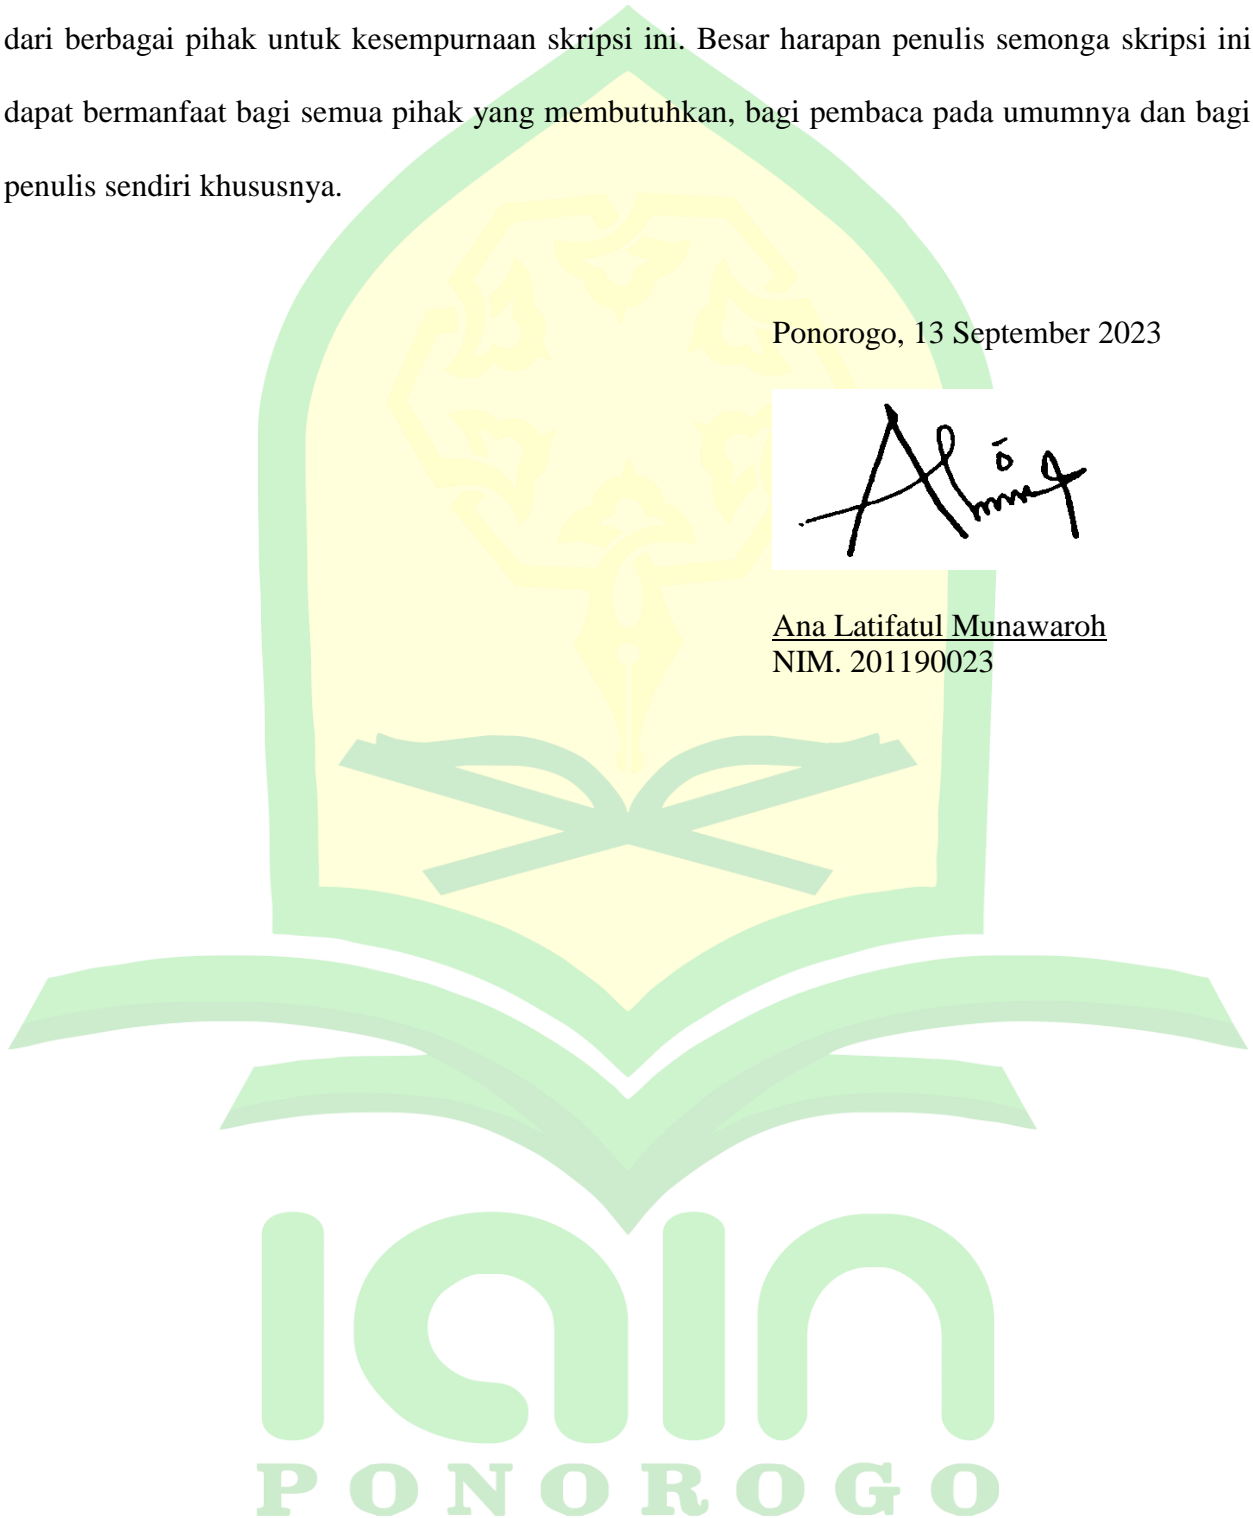 dari berbagai pihak untuk kesempurnaan skripsi ini. Besar harapan penulis semonga skripsi ini
dapat bermanfaat bagi semua pihak yang membutuhkan, bagi pembaca pada umumnya dan bagi
penulis sendiri khususnya.
Ponorogo, 13 September 2023
Ana Latifatul Munawaroh
NIM. 201190023
iain
PONOROGO